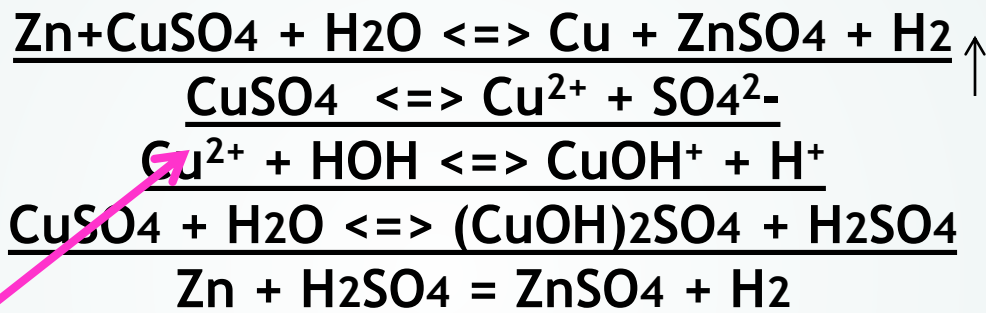 Zn+CuSO4 + H2O <=> Cu + ZnSO4 + H2 ↑
CuSO4 <=> Cu²⁺ + SO4²-
Cu²⁺ + HOH <=> CuOH⁺ + H⁺
CuSO4 + H2O <=> (CuOH)2SO4 + H2SO4
Zn + H2SO4 = ZnSO4 + H2